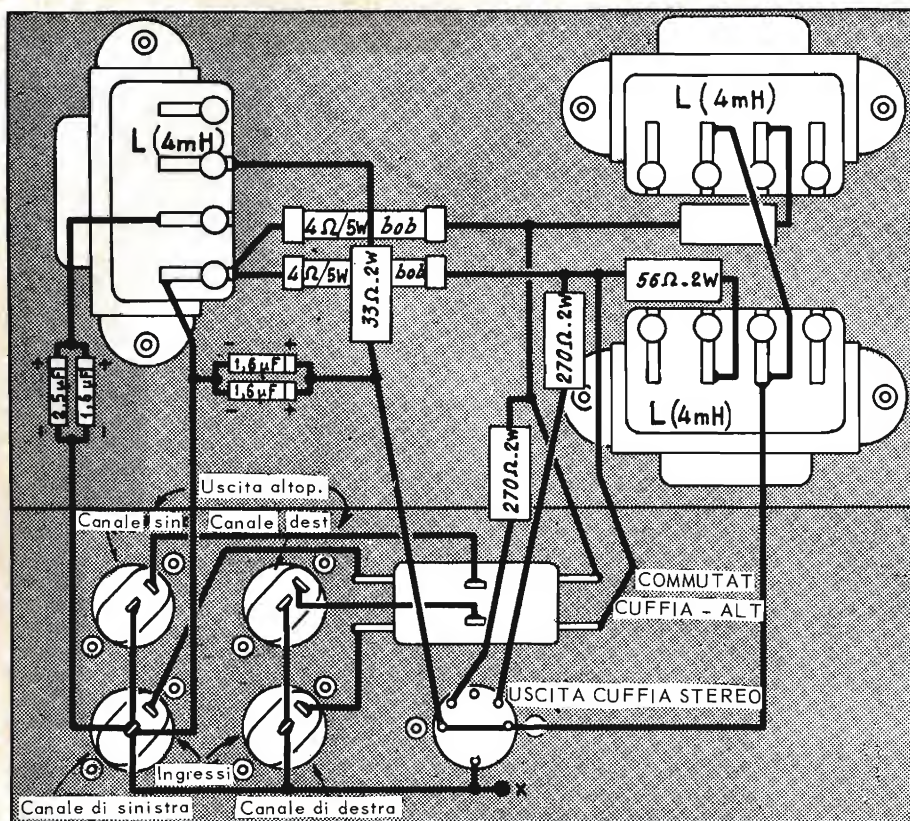 L (4mH)
L (4mH)
4Ω/5W bob
4Ω/5W bob
33Ω-2W
270Ω-2W
56Ω-2W
270Ω-2W
L (4mH)
+ +
2,5µF
1,6µF
- -
- 1,6µF +
1,6µF
- +
Uscita altop.
Canale sin
Canale dest
COMMUTAT
CUFFIA - ALT
USCITA CUFFIA STEREO
Ingressi
Canale di sinistra
Canale di destra
x